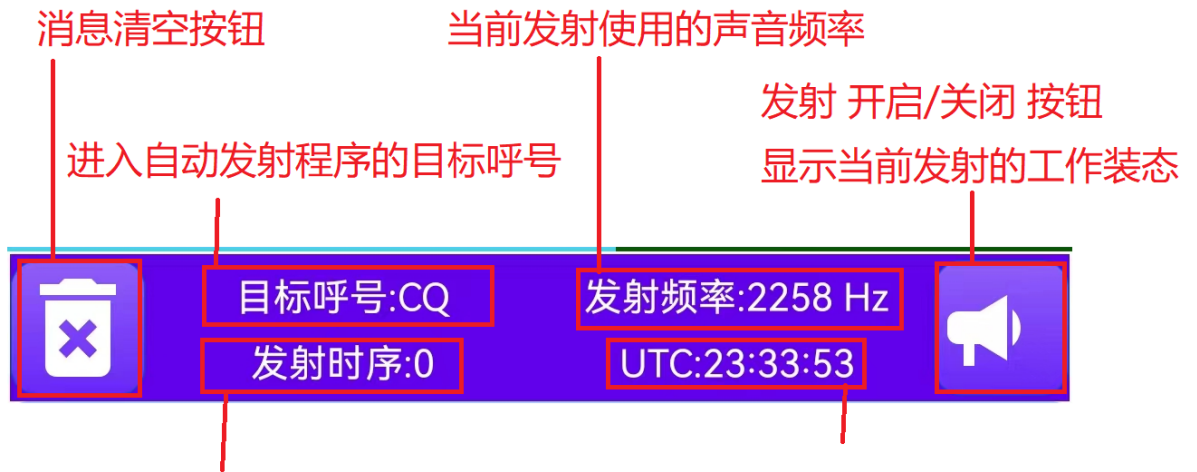 消息清空按钮
当前发射使用的声音频率
发射 开启/关闭 按钮
进入自动发射程序的目标呼号
显示当前发射的工作装态
目标呼号:CQ
发射频率:2258 Hz
发射时序:0
UTC:23:33:53